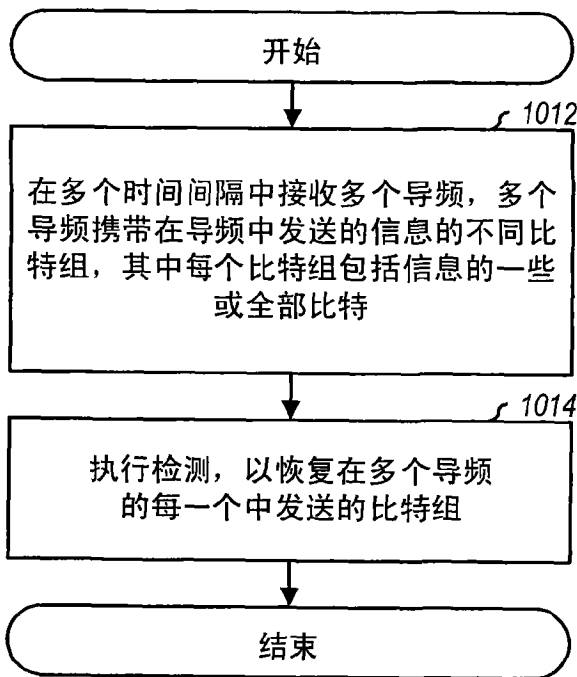 开始
1012
在多个时间间隔中接收多个导频，多个
导频携带在导频中发送的信息的不同比
特组，其中每个比特组包括信息的一些
或全部比特
1014
执行检测，以恢复在多个导频
的每一个中发送的比特组
结束